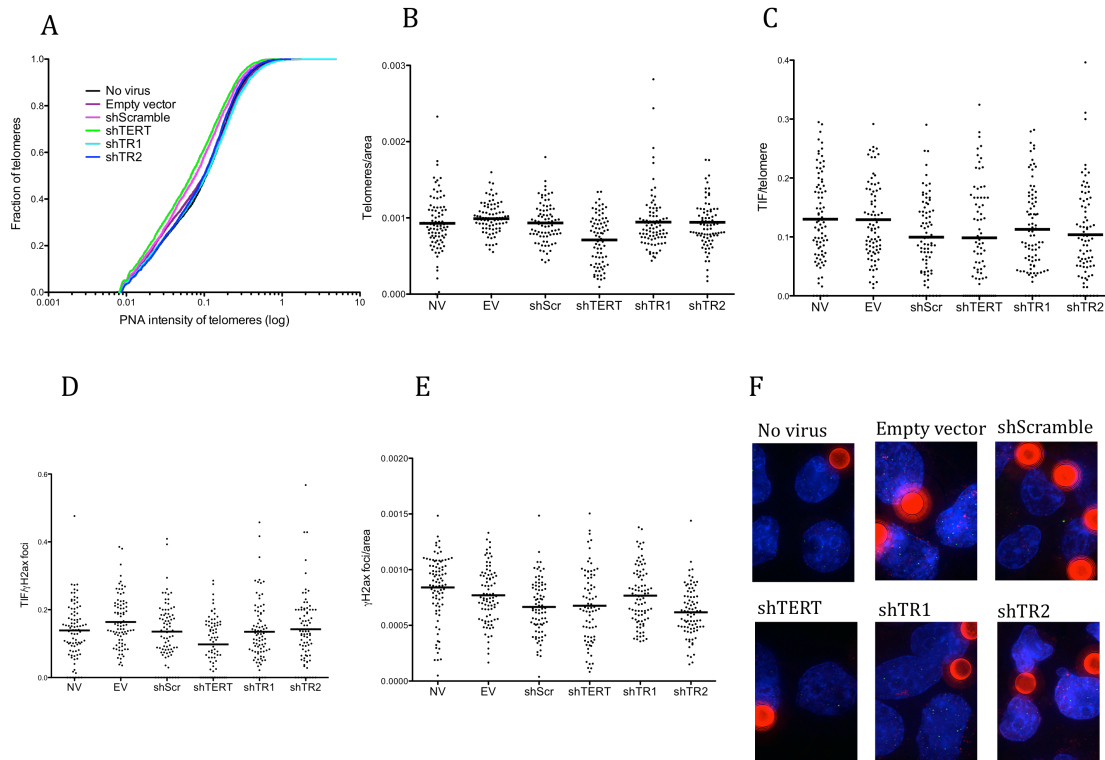 A
1.0
0.8
0.6
0.4
0.2
0.0
Fraction of telomeres
No virus
Empty vector
shScramble
shTERT
shTR1
shTR2
0.001
0.01
0.1
1
10
PNA intensity of telomeres (log)
B
0.003
0.002
0.001
0.000
Telomeres/area
NV
EV
shScr
shTERT
shTR1
shTR2
C
0.4
0.3
0.2
0.1
0.0
TIF/telomere
NV
EV
shScr
shTERT
shTR1
shTR2
D
0.6
0.4
0.2
0.0
TIF/γH2ax foci
NV
EV
shScr
shTERT
shTR1
shTR2
E
0.0020
0.0015
0.0010
0.0005
0.0000
γH2ax foci/area
NV
EV
shScr
shTERT
shTR1
shTR2
F
No virus
Empty vector
shScramble
shTERT
shTR1
shTR2